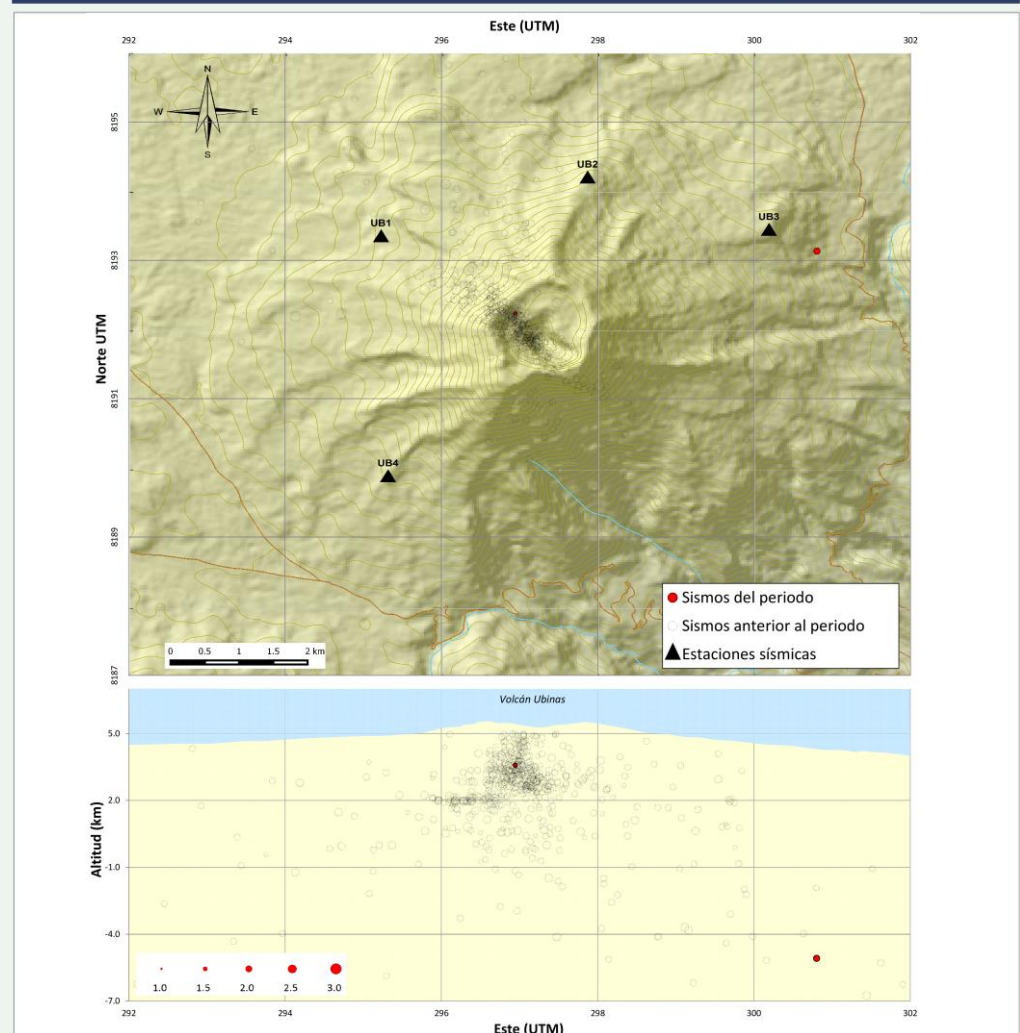 Este (UTM)
292 294 296 298 300 302
N
W E
S
8195
UB2
UB1
UB3
8193
Norte UTM
8191
UB4
8189
Sismos del periodo
Sismos anterior al periodo
Estaciones sísmicas
0 0.5 1 1.5 2 km
8187
Volcán Ubinas
5.0
2.0
Altitud (km)
-1.0
-4.0
1.0 1.5 2.0 2.5 3.0
-7.0
292 294 296 298 300 302
Este (UTM)